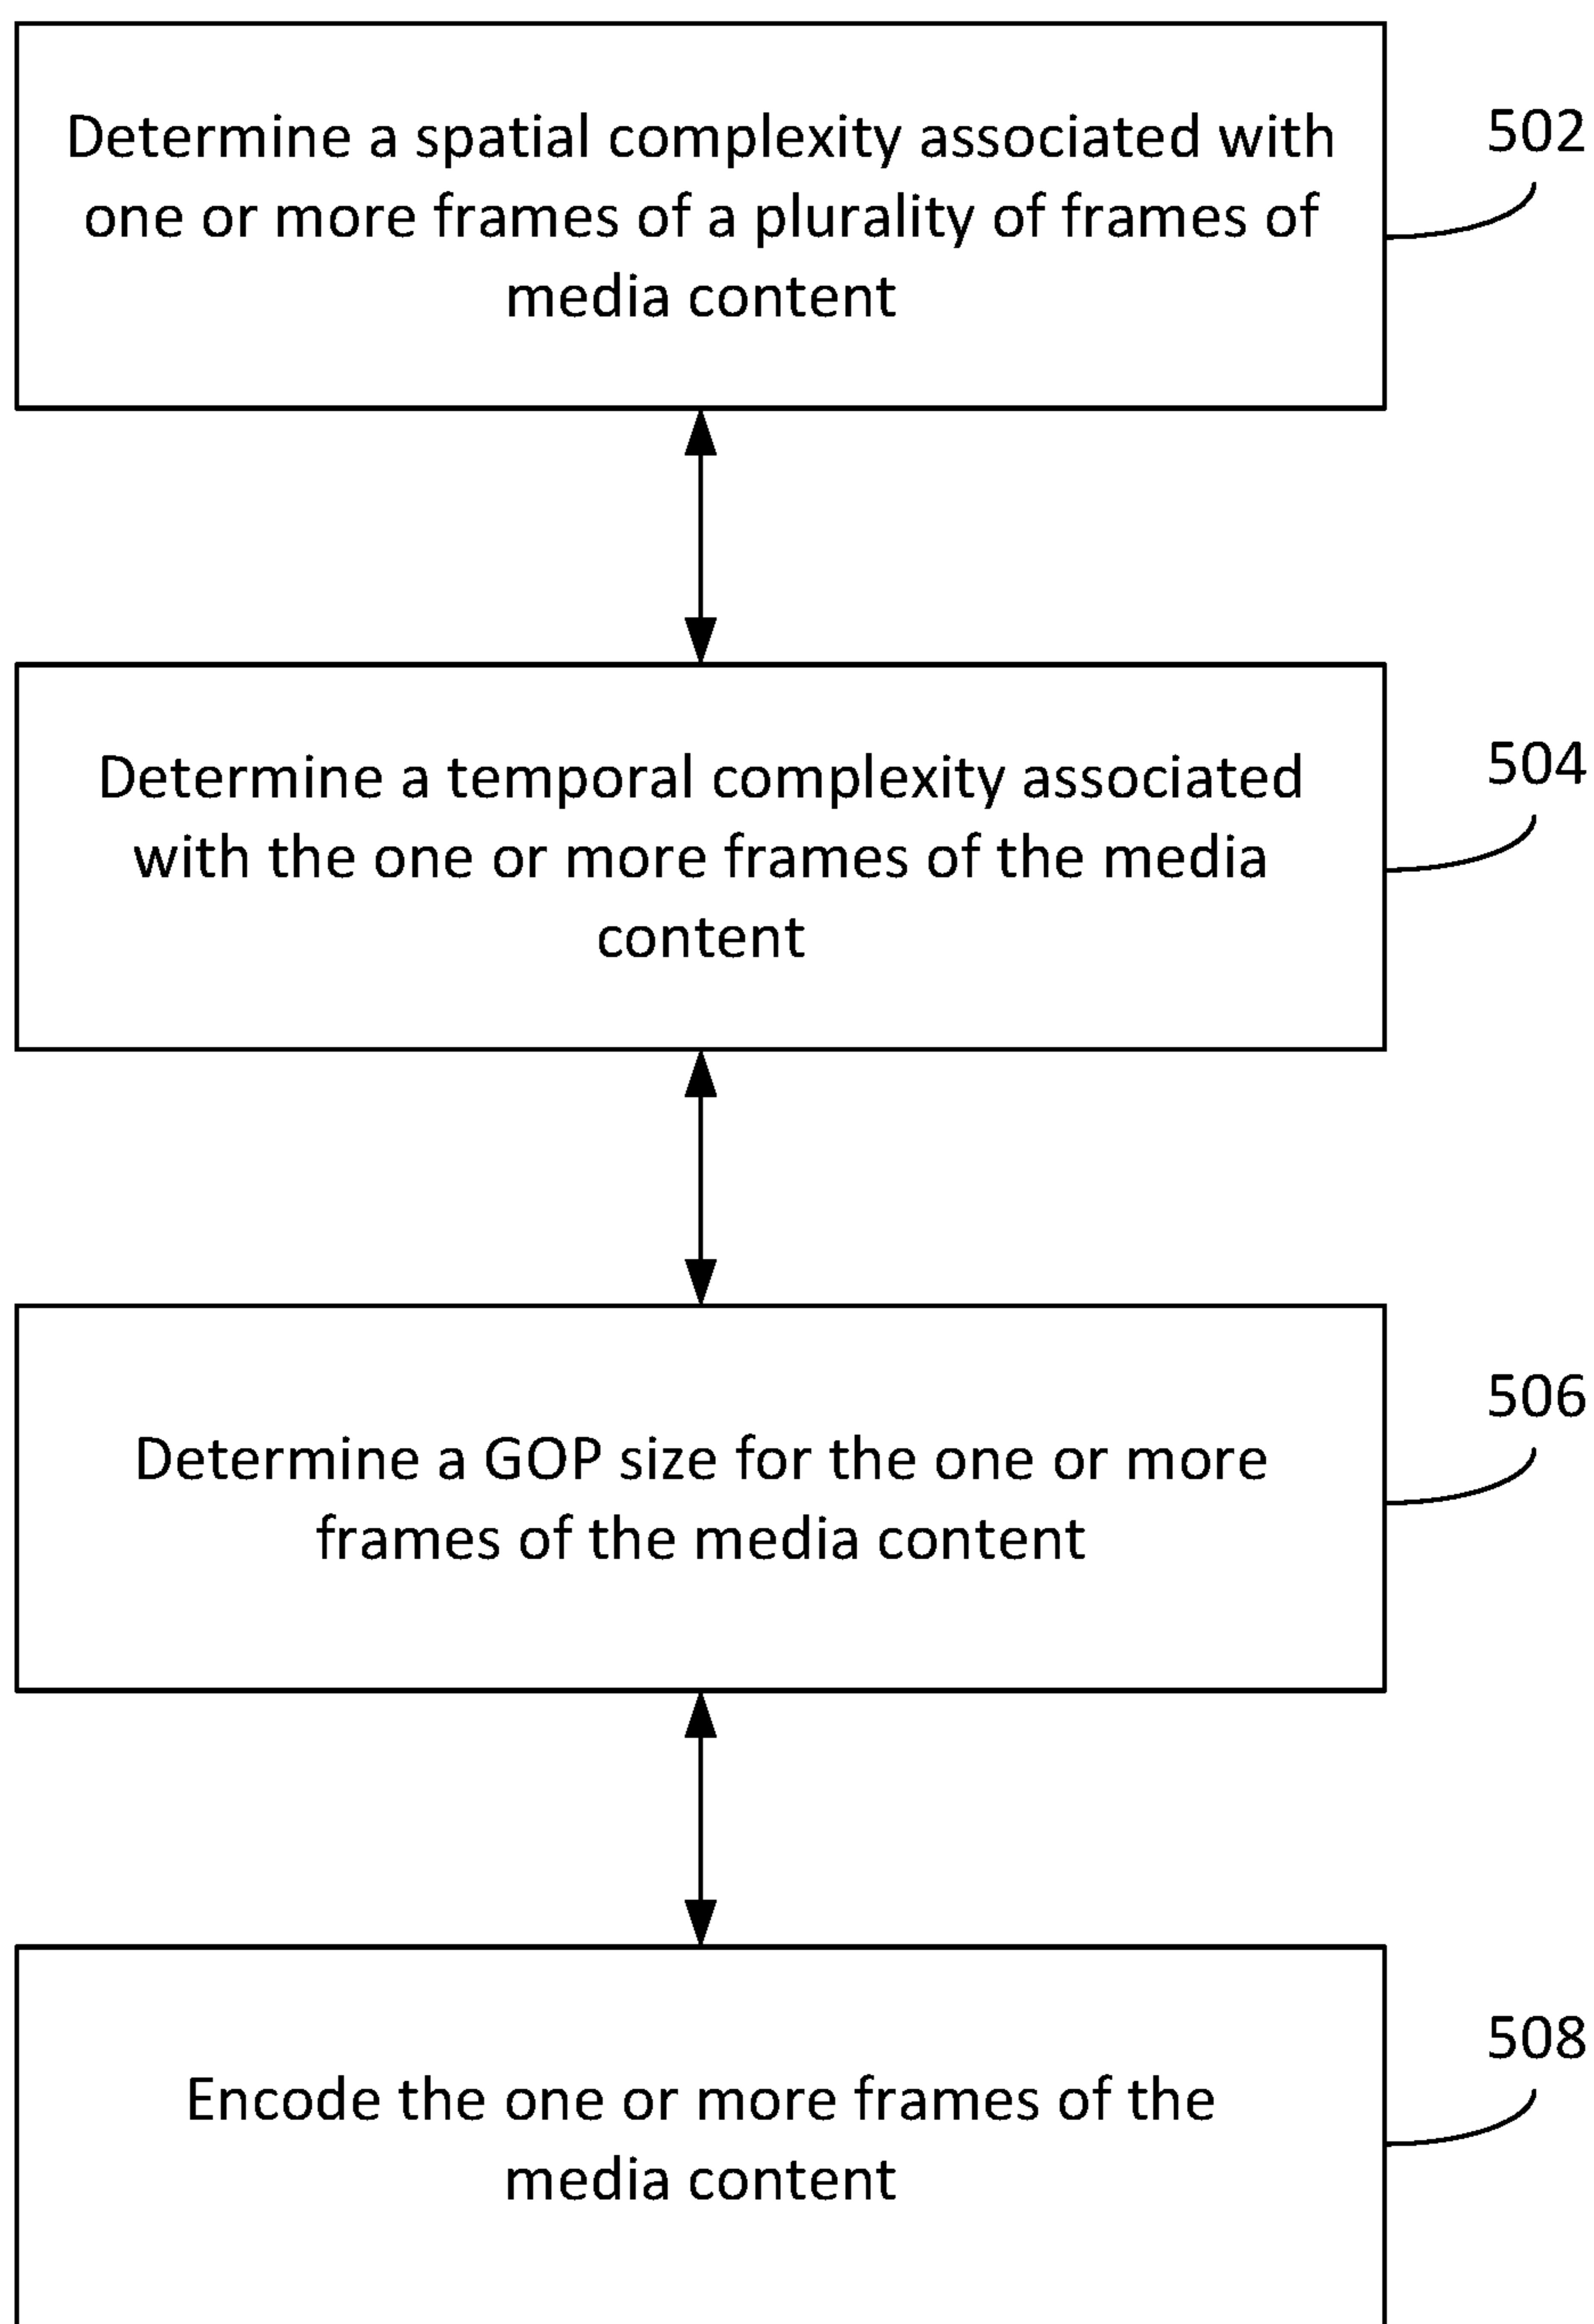 Determine a spatial complexity associated with
one or more frames of a plurality of frames of
media content
502
Determine a temporal complexity associated
with the one or more frames of the media
content
504
Determine a GOP size for the one or more
frames of the media content
506
Encode the one or more frames of the
media content
508